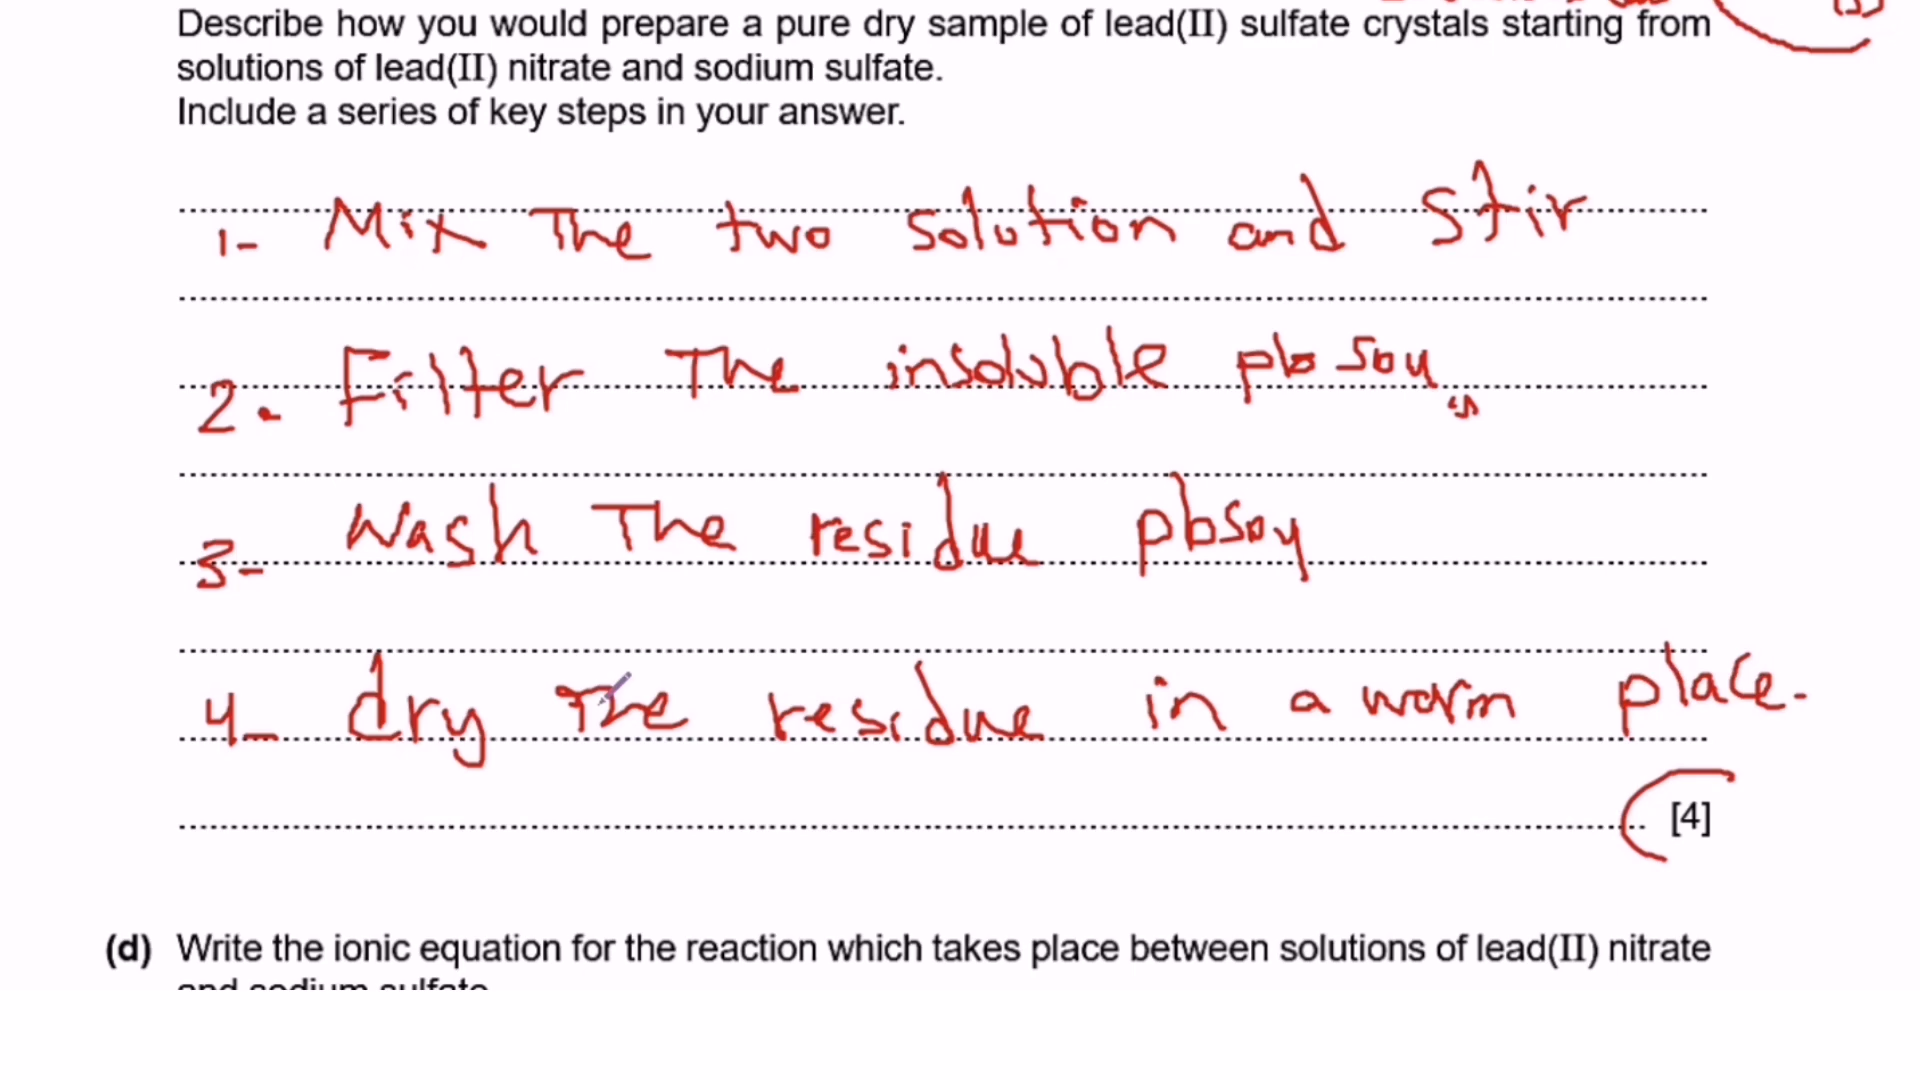 Describe how you would prepare a pure dry sample of lead(II) sulfate crystals starting from
solutions of lead(II) nitrate and sodium sulfate.
Include a series of key steps in your answer.
1- Mix The two solution and Stir
2- Filter The insoluble pbSo4(s)
3- Wash The residue pbSo4
4- dry The residue in a warm place.
[4]
(d) Write the ionic equation for the reaction which takes place between solutions of lead(II) nitrate
and sodium sulfate